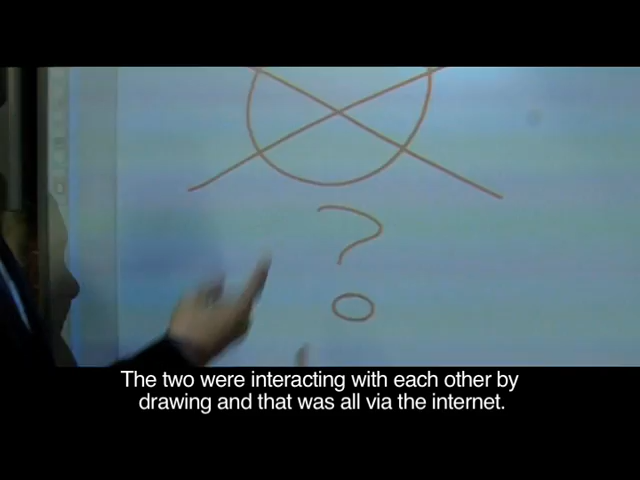 ?
The two were interacting with each other by
drawing and that was all via the internet.